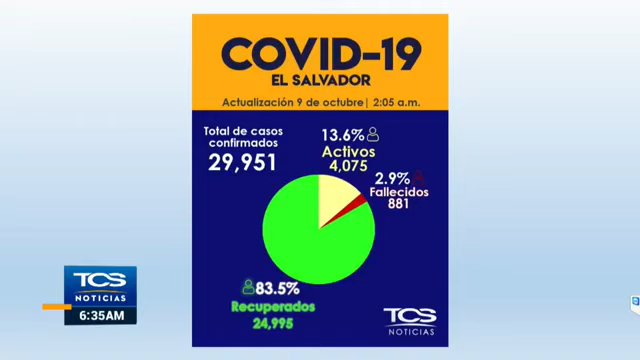 COVID-19
EL SALVADOR
Actualización 9 de octubre| 2:05 a.m.
Total de casos
confirmados
29,951
13.6%
Activos
4,075
2.9%
Fallecidos
881
83.5%
Recuperados
24,995
TCS
NOTICIAS
TCS
NOTICIAS
6:35AM